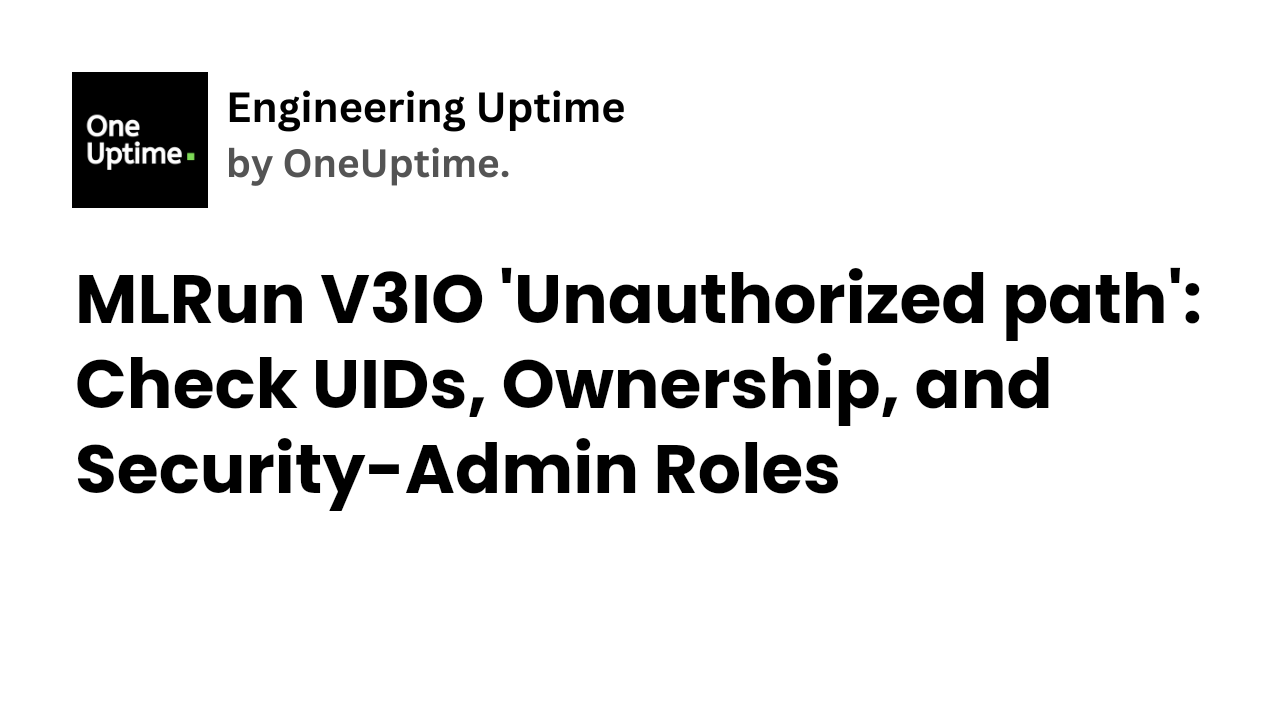 One
Uptime.
Engineering Uptime
by OneUptime.
MLRun V3IO 'Unauthorized path':
Check UIDs, Ownership, and
Security-Admin Roles